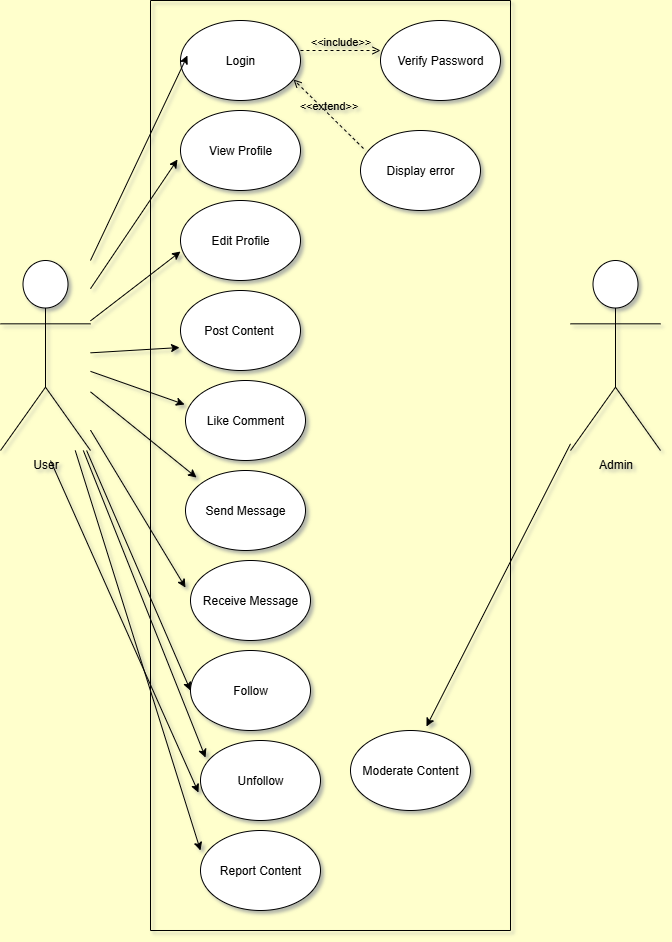 Login
<<include>>
Verify Password
<<extend>>
View Profile
Display error
Edit Profile
Post Content
Like Comment
User
Admin
Send Message
Receive Message
Follow
Unfollow
Moderate Content
Report Content